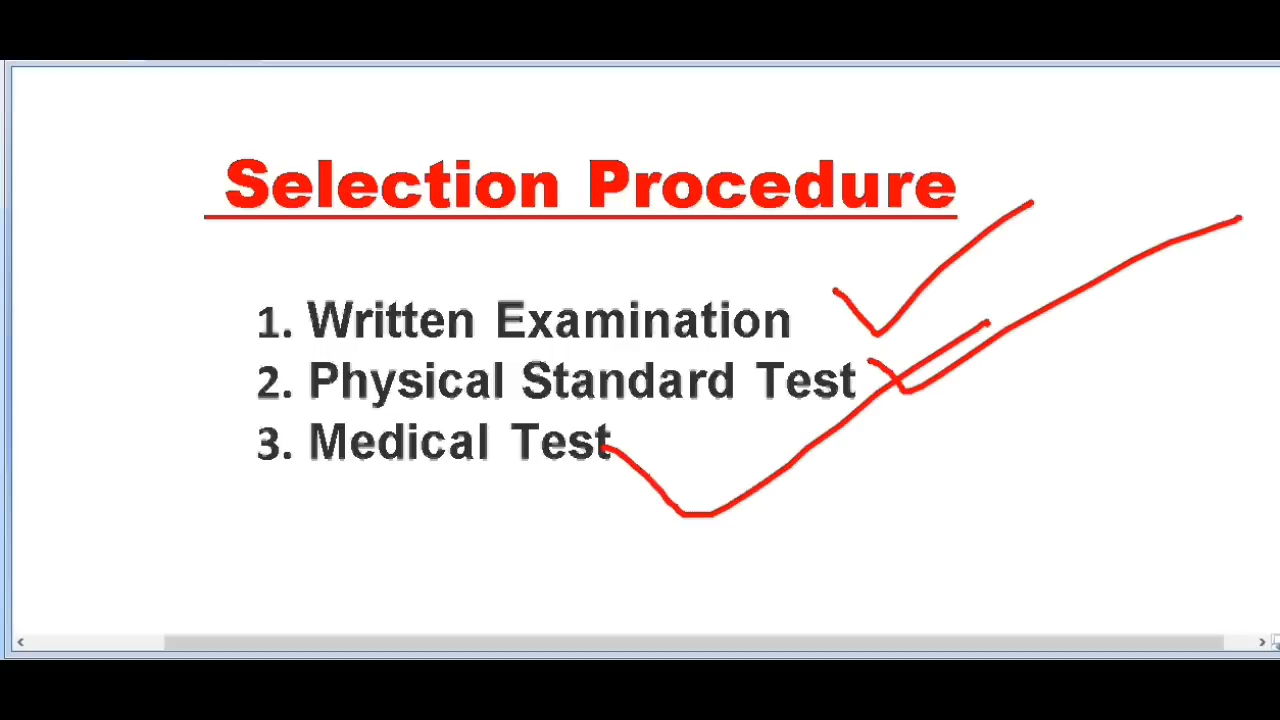 Selection Procedure
1. Written Examination
2. Physical Standard Test
3. Medical Test